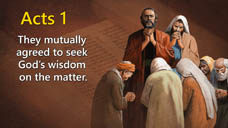 Acts 1
They mutually
agreed to seek
God's wisdom
on the matter.